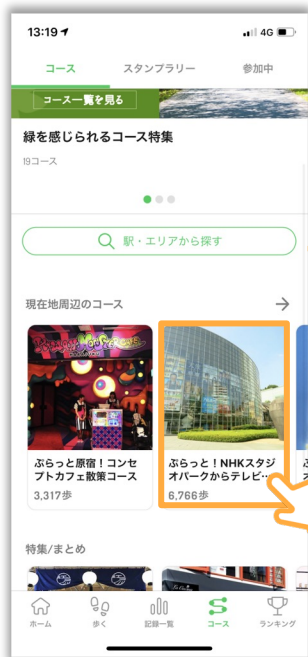 13:19
4G
コース
スタンプラリー
参加中
コース一覧を見る
緑を感じられるコース特集
19コース
駅・エリアから探す
現在地周辺のコース
ぶらっと原宿！コンセ
プトカフェ散策コース
3,317歩
ぶらっと！NHKスタジ
オパークからテレビ…
6,766歩
特集/まとめ
ホーム
歩く
記録一覧
コース
ランキング